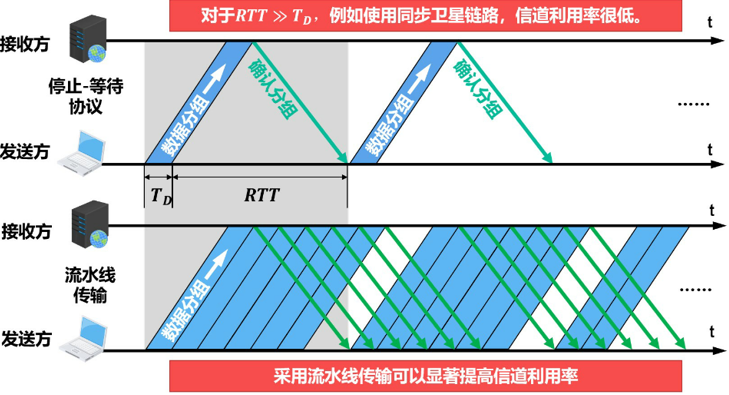 对于RTT ≫ T_D，例如使用同步卫星链路，信道利用率很低。
t
接收方
停止-等待
协议
数据分组
确认分组
数据分组
确认分组
……
发送方
t
T_D
RTT
t
接收方
流水线
传输
数据分组
……
发送方
t
采用流水线传输可以显著提高信道利用率